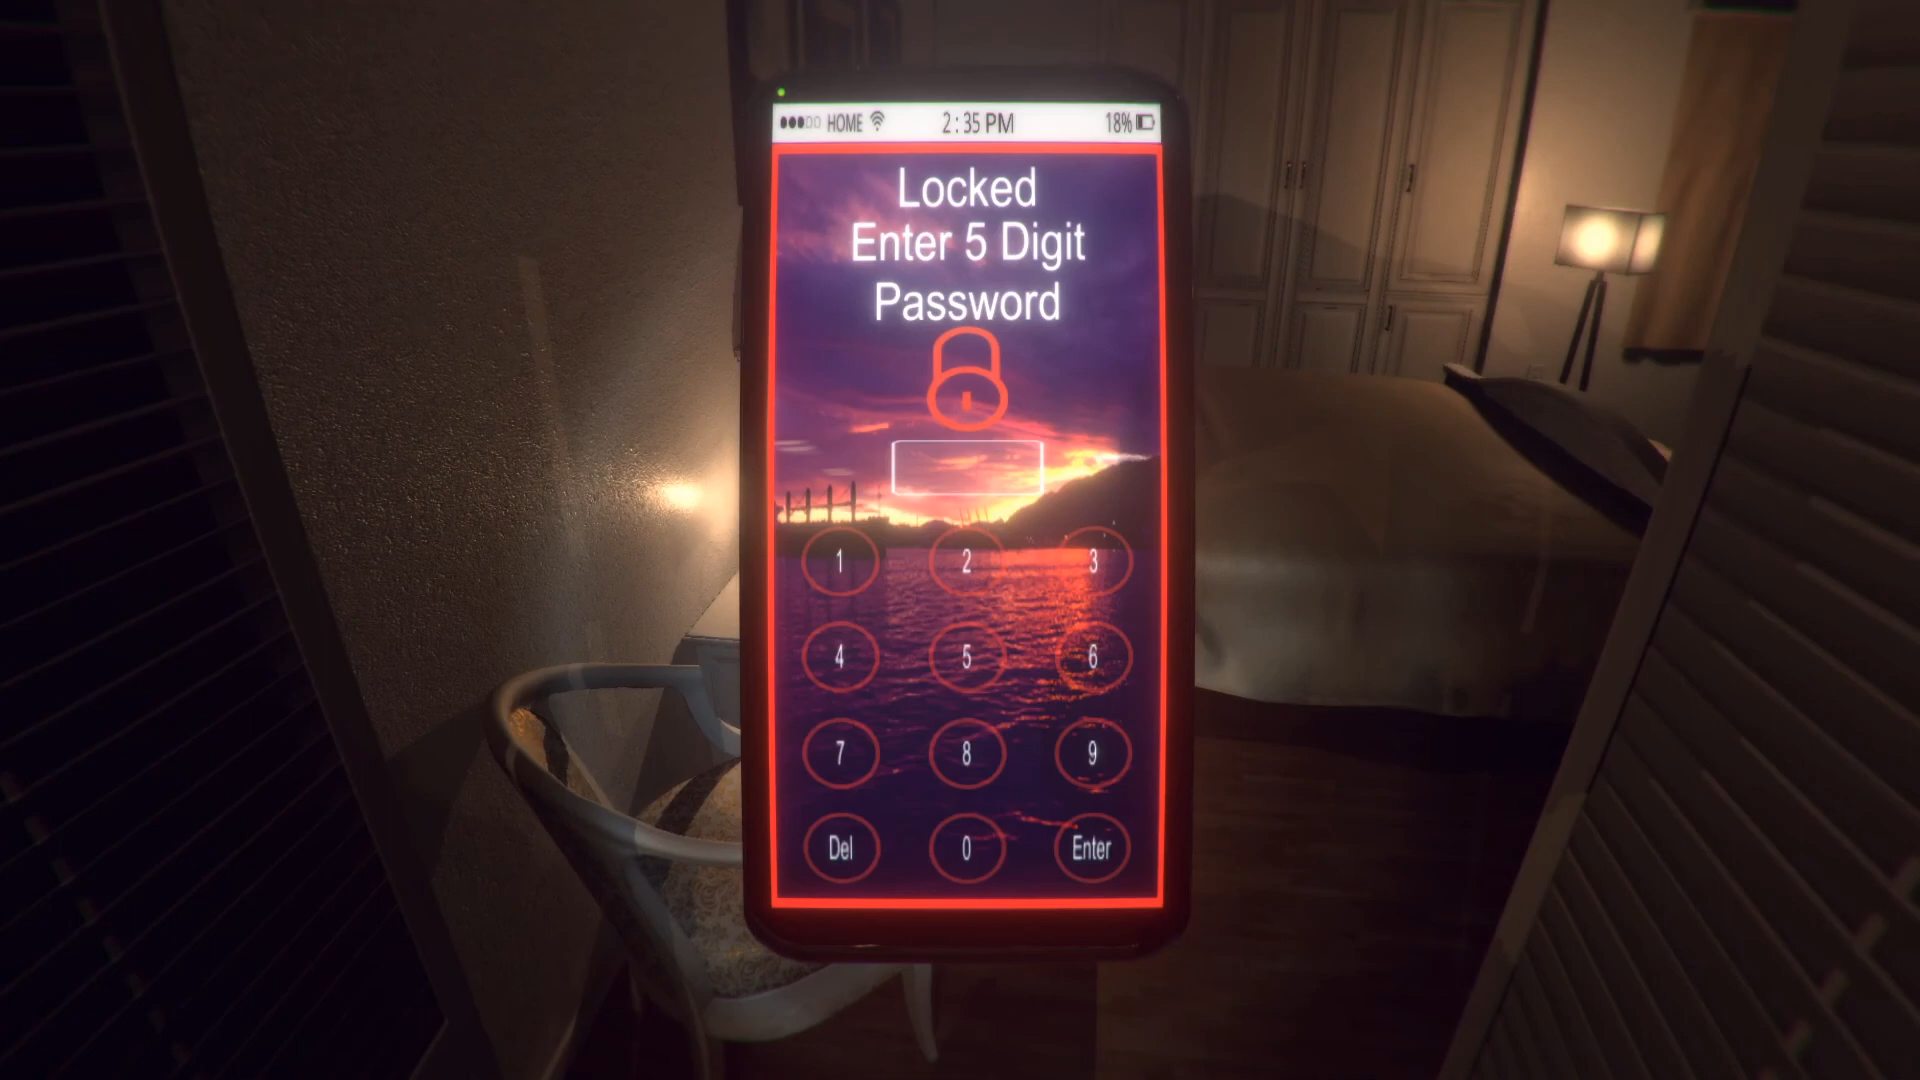 HOME 2:35 PM 18%
Locked
Enter 5 Digit
Password
1 2 3
4 5 6
7 8 9
Del 0 Enter